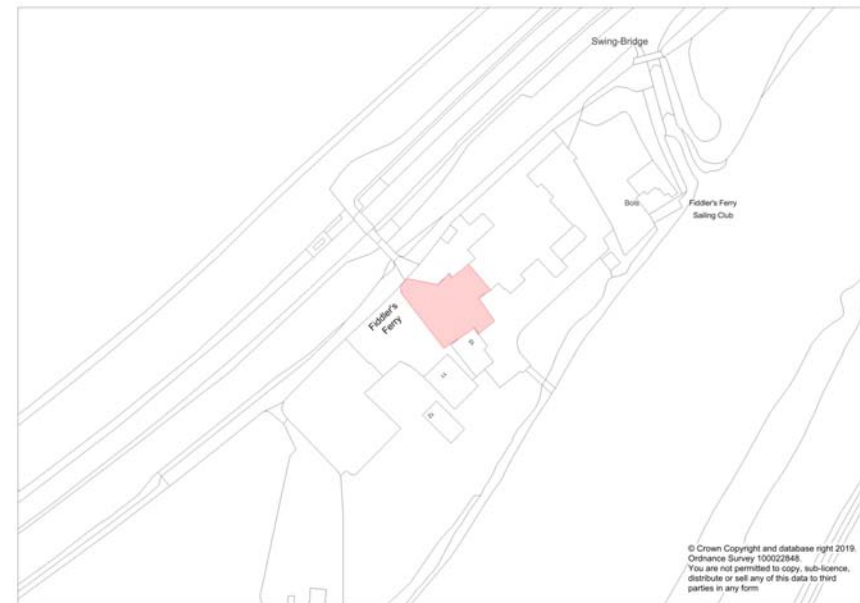 Swing-Bridge
Bols
Fiddler's Ferry
Sailing Club
Fiddler's
Ferry
© Crown Copyright and database right 2019.
Ordnance Survey 100022848.
You are not permitted to copy, sub-licence,
distribute or sell any of this data to third
parties in any form